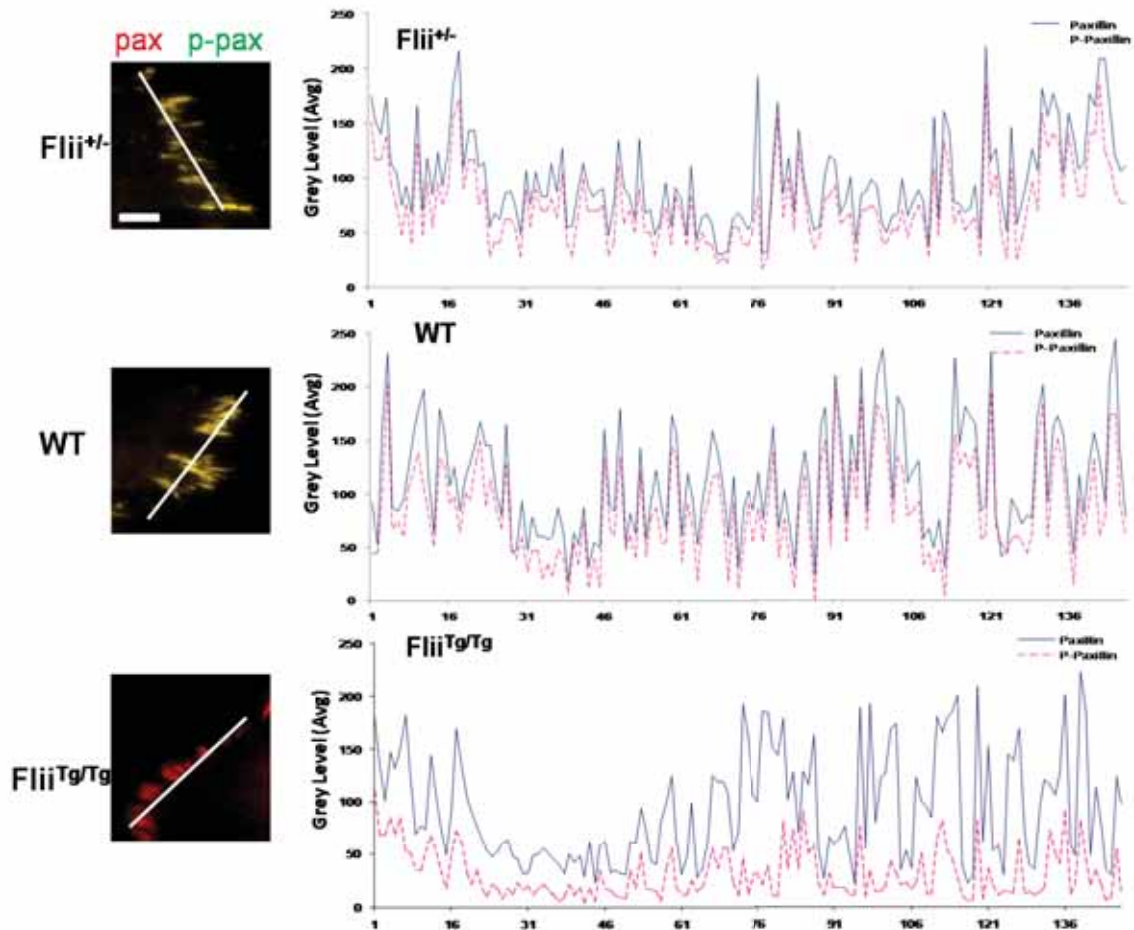 pax p-pax
Flii+/-
Flii+/-
Paxillin
P-Paxillin
Grey Level (Avg)
250
200
150
100
50
0
1 16 31 46 61 76 91 106 121 136
WT
WT
Paxillin
P-Paxillin
Grey Level (Avg)
250
200
150
100
50
0
1 16 31 46 61 76 91 106 121 136
FliiTg/Tg
FliiTg/Tg
Paxillin
P-Paxillin
Grey Level (Avg)
250
200
150
100
50
0
1 16 31 46 61 76 91 106 121 136